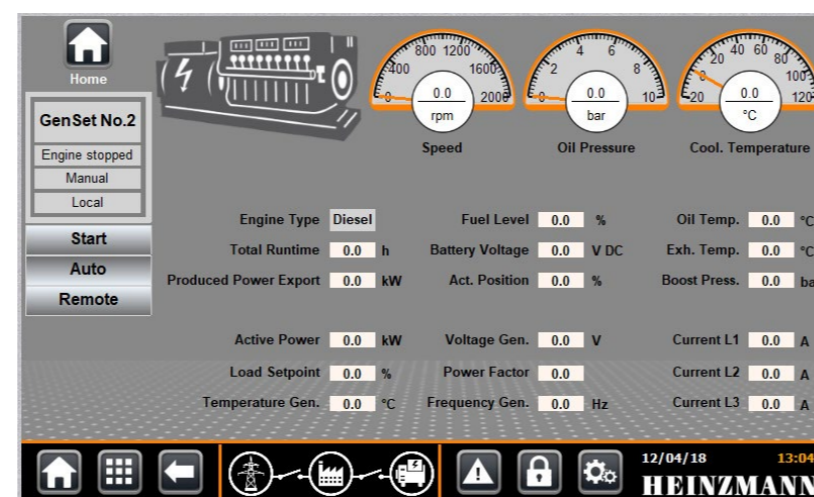 Home
GenSet No.2
Engine stopped
Manual
Local
Start
Auto
Remote
0 400 800 1200 1600 2000
0.0
rpm
Speed
0 2 4 6 8 10
0.0
bar
Oil Pressure
-20 0 20 40 60 80 100 120
0.0
°C
Cool. Temperature
Engine Type Diesel Fuel Level 0.0 % Oil Temp. 0.0 °C
Total Runtime 0.0 h Battery Voltage 0.0 V DC Exh. Temp. 0.0 °C
Produced Power Export 0.0 kW Act. Position 0.0 % Boost Press. 0.0 ba
Active Power 0.0 kW Voltage Gen. 0.0 V Current L1 0.0 A
Load Setpoint 0.0 % Power Factor 0.0 Current L2 0.0 A
Temperature Gen. 0.0 °C Frequency Gen. 0.0 Hz Current L3 0.0 A
12/04/18 13:04
HEINZMANN